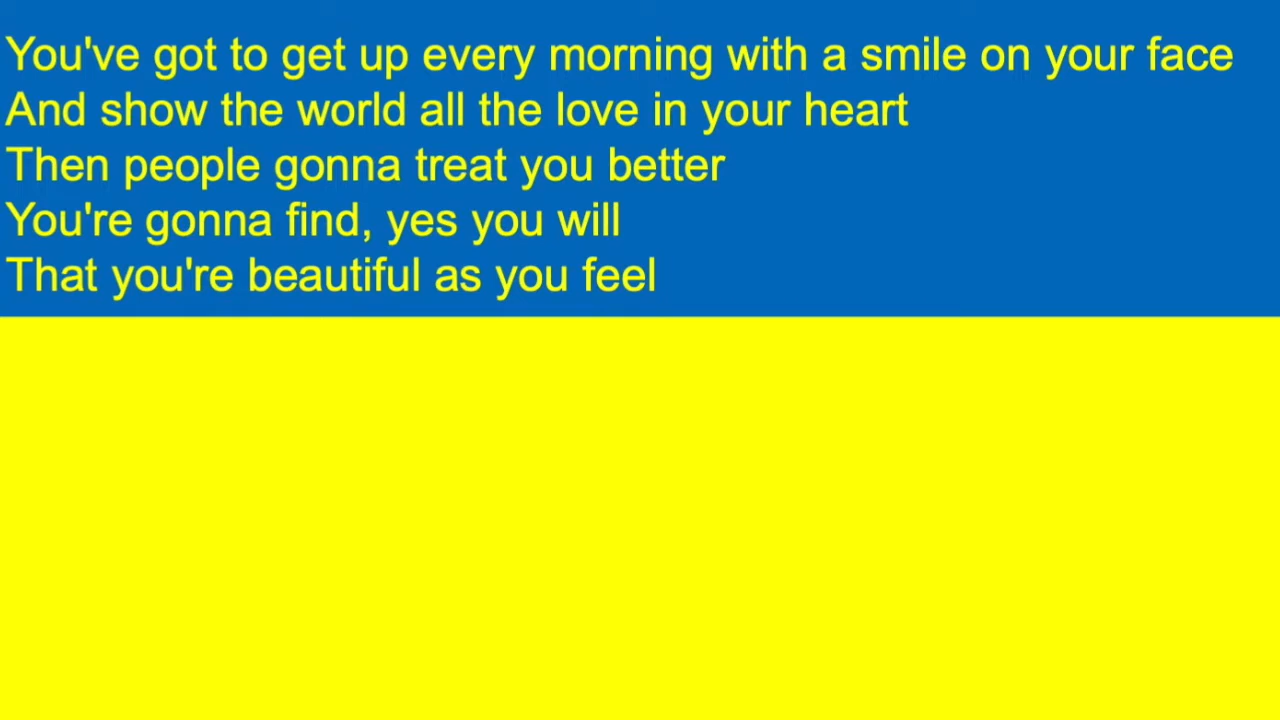 You've got to get up every morning with a smile on your face
And show the world all the love in your heart
Then people gonna treat you better
You're gonna find, yes you will
That you're beautiful as you feel